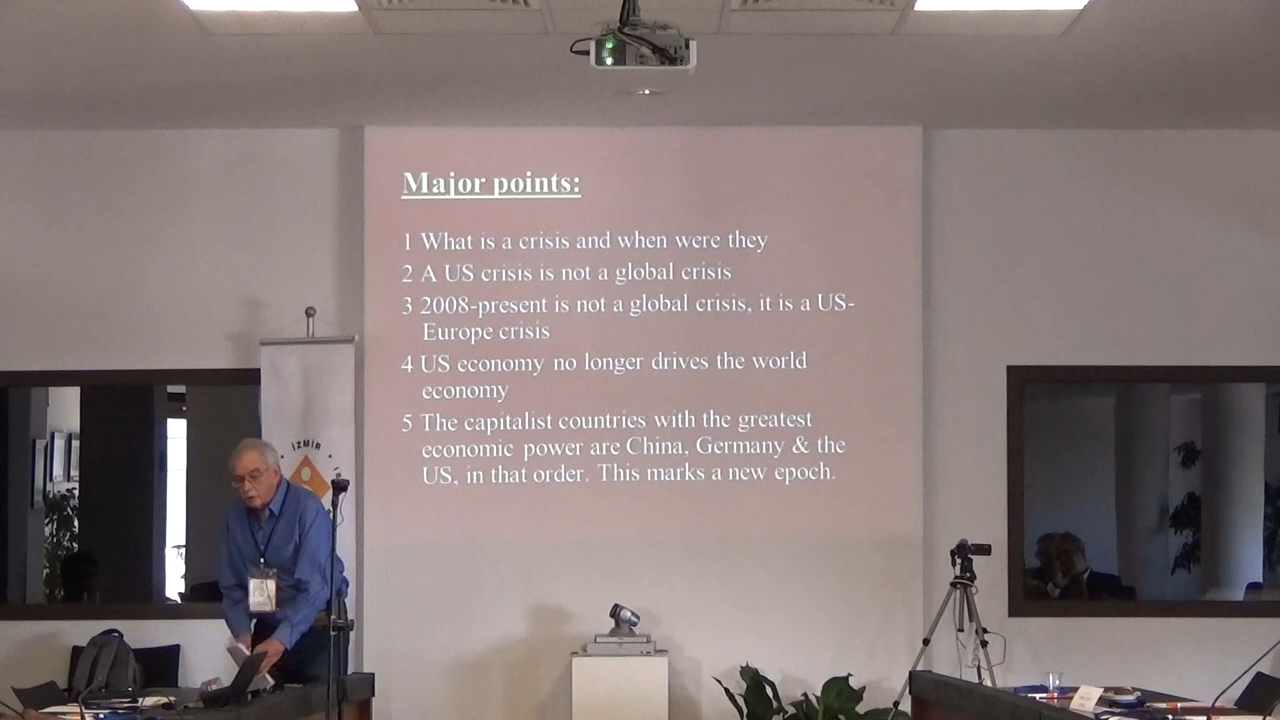 Major points:
1 What is a crisis and when were they
2 A US crisis is not a global crisis
3 2008-present is not a global crisis, it is a US-
Europe crisis
4 US economy no longer drives the world
economy
5 The capitalist countries with the greatest
economic power are China, Germany & the
US, in that order. This marks a new epoch.
İZMİR